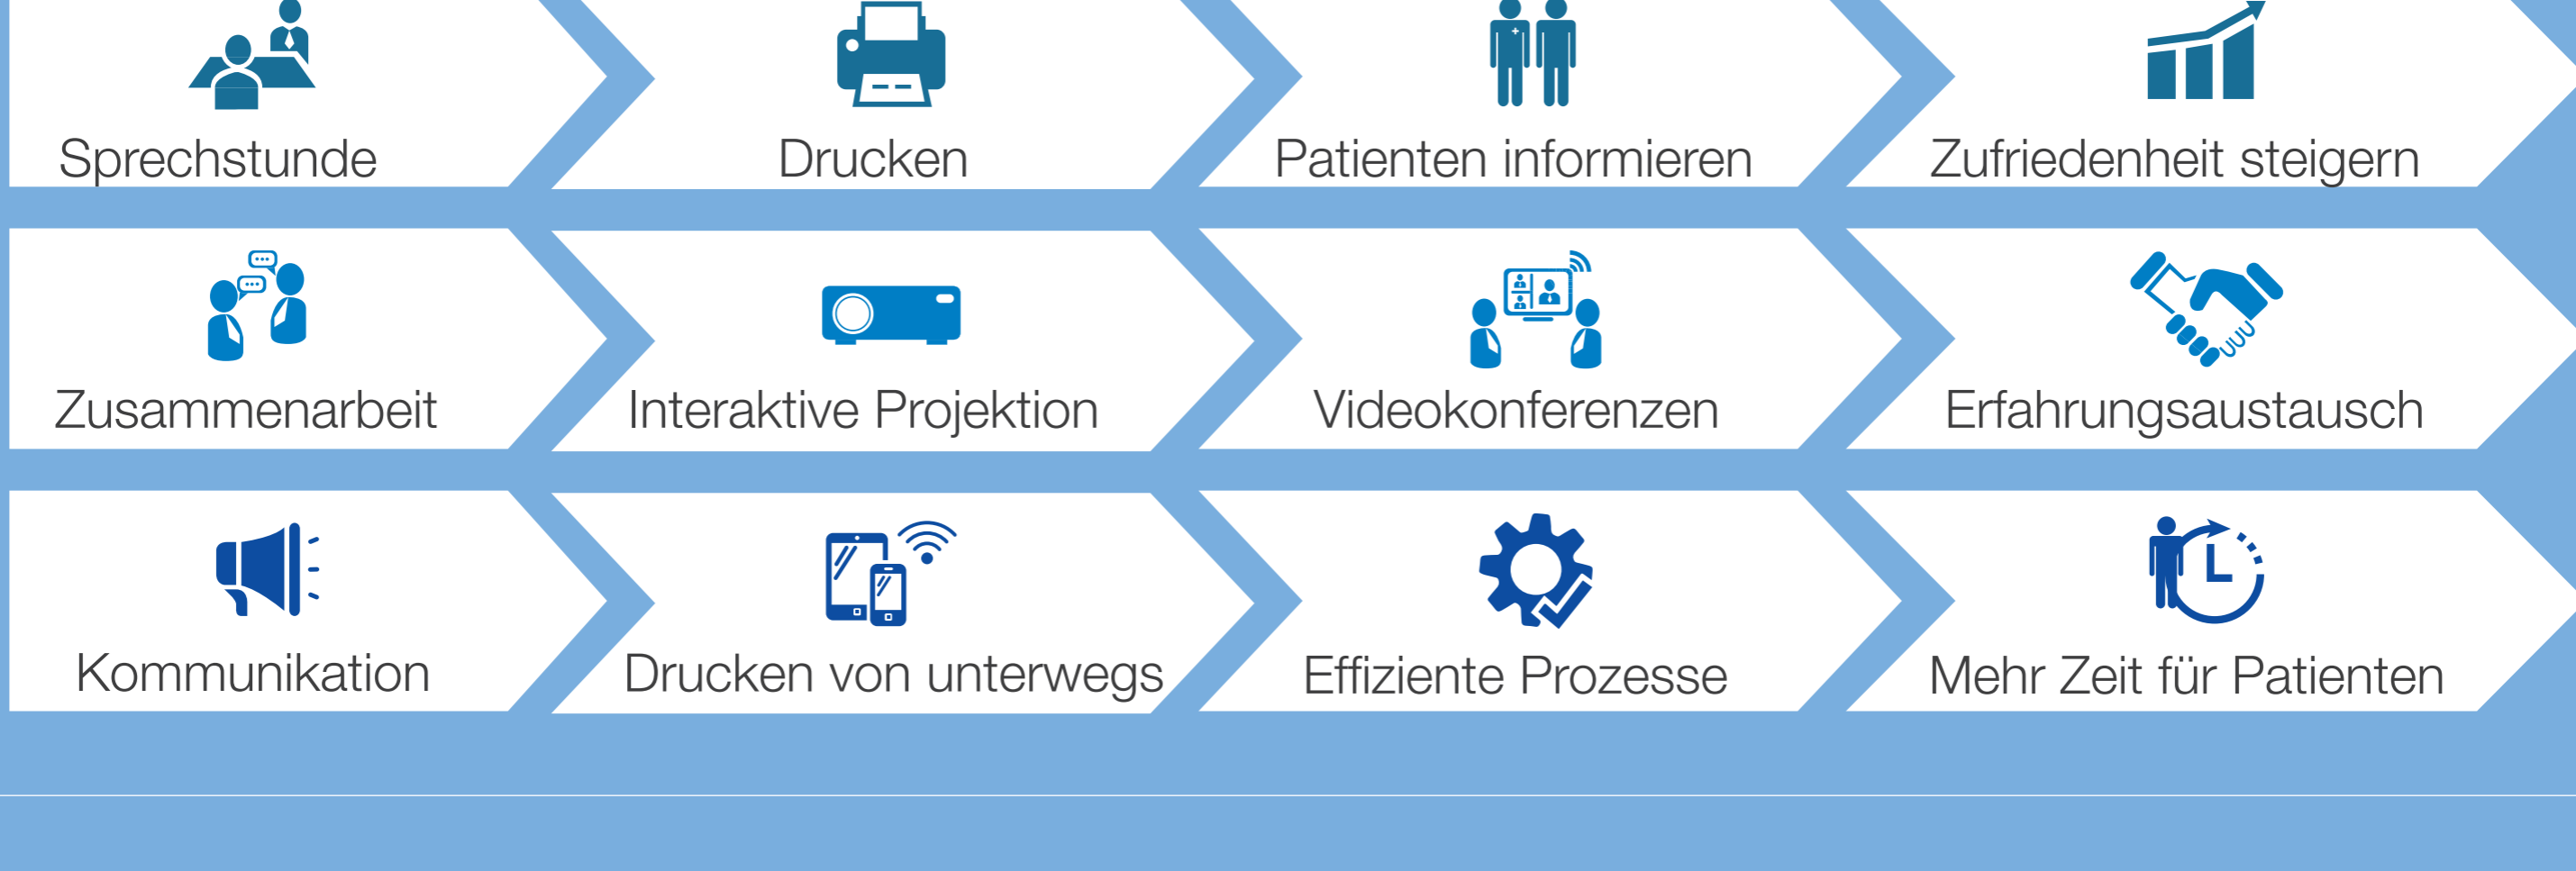 Sprechstunde
Drucken
Patienten informieren
Zufriedenheit steigern
Zusammenarbeit
Interaktive Projektion
Videokonferenzen
Erfahrungsaustausch
Kommunikation
Drucken von unterwegs
Effiziente Prozesse
Mehr Zeit für Patienten